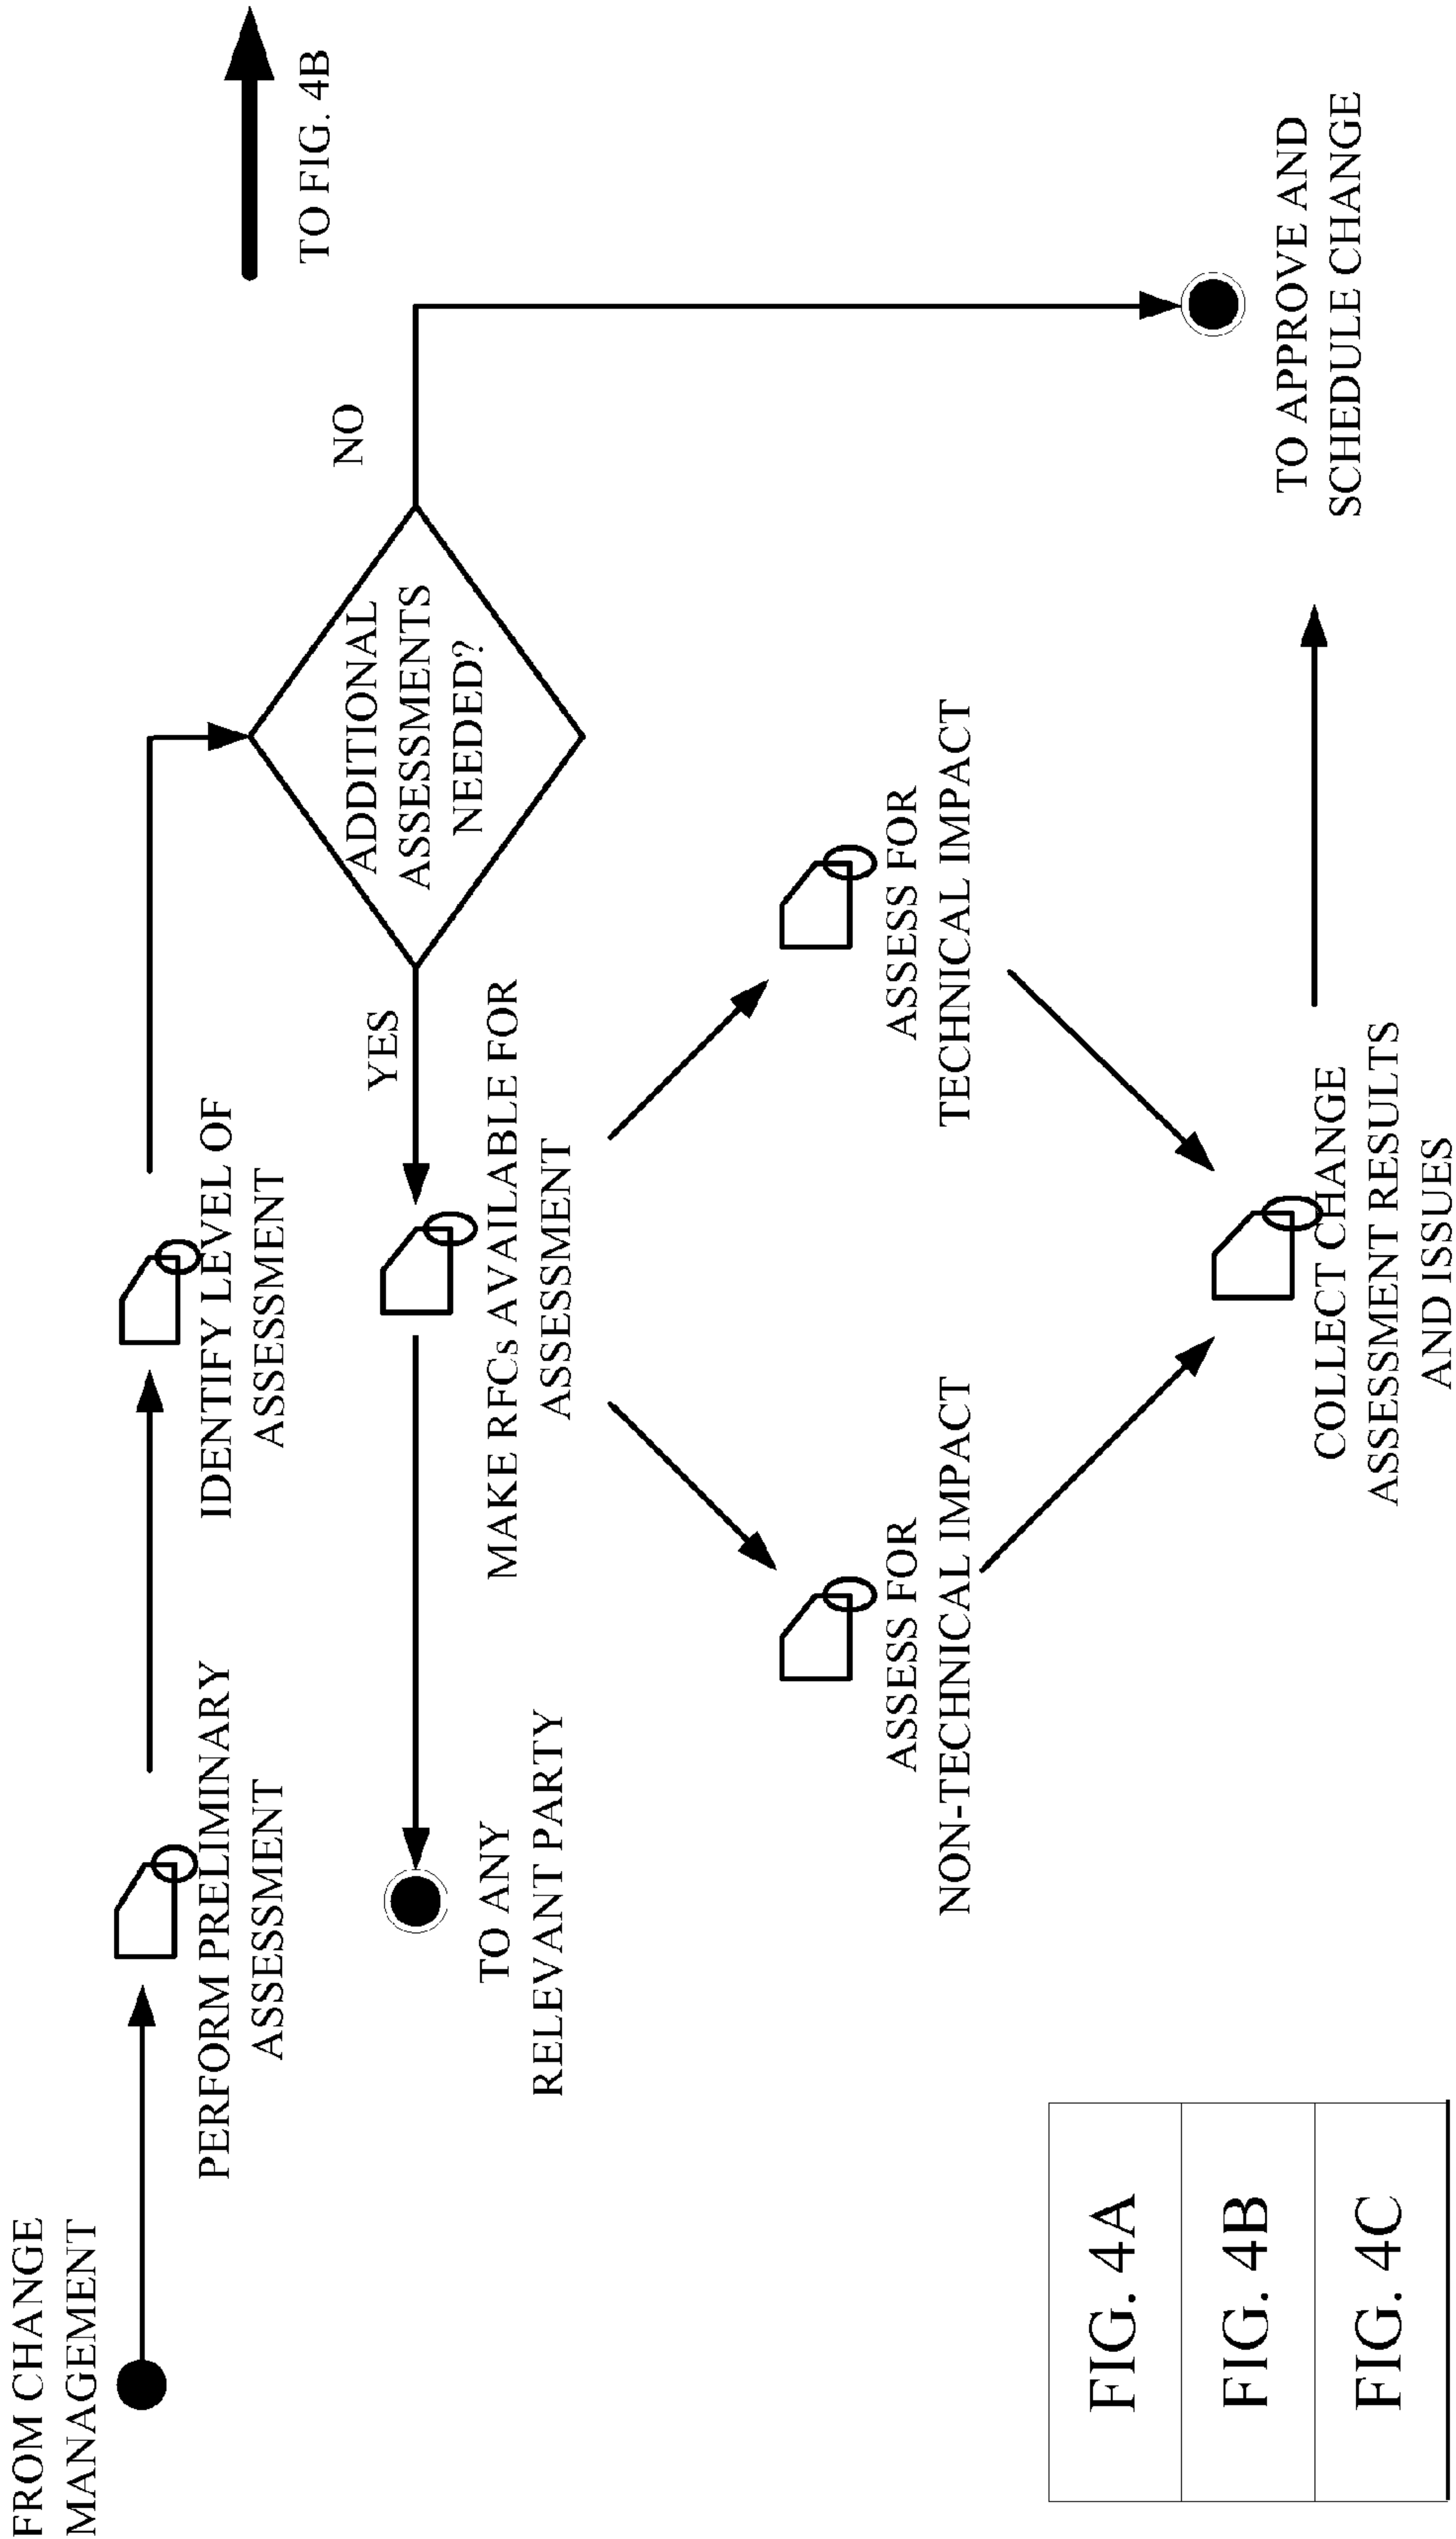 FROM CHANGE
MANAGEMENT
PERFORM PRELIMINARY
ASSESSMENT
IDENTIFY LEVEL OF
ASSESSMENT
TO FIG. 4B
ADDITIONAL
ASSESSMENTS
NEEDED?
NO
YES
TO ANY
RELEVANT PARTY
MAKE RFCs AVAILABLE FOR
ASSESSMENT
ASSESS FOR
NON-TECHNICAL IMPACT
ASSESS FOR
TECHNICAL IMPACT
COLLECT CHANGE
ASSESSMENT RESULTS
AND ISSUES
TO APPROVE AND
SCHEDULE CHANGE
FIG. 4A
FIG. 4B
FIG. 4C